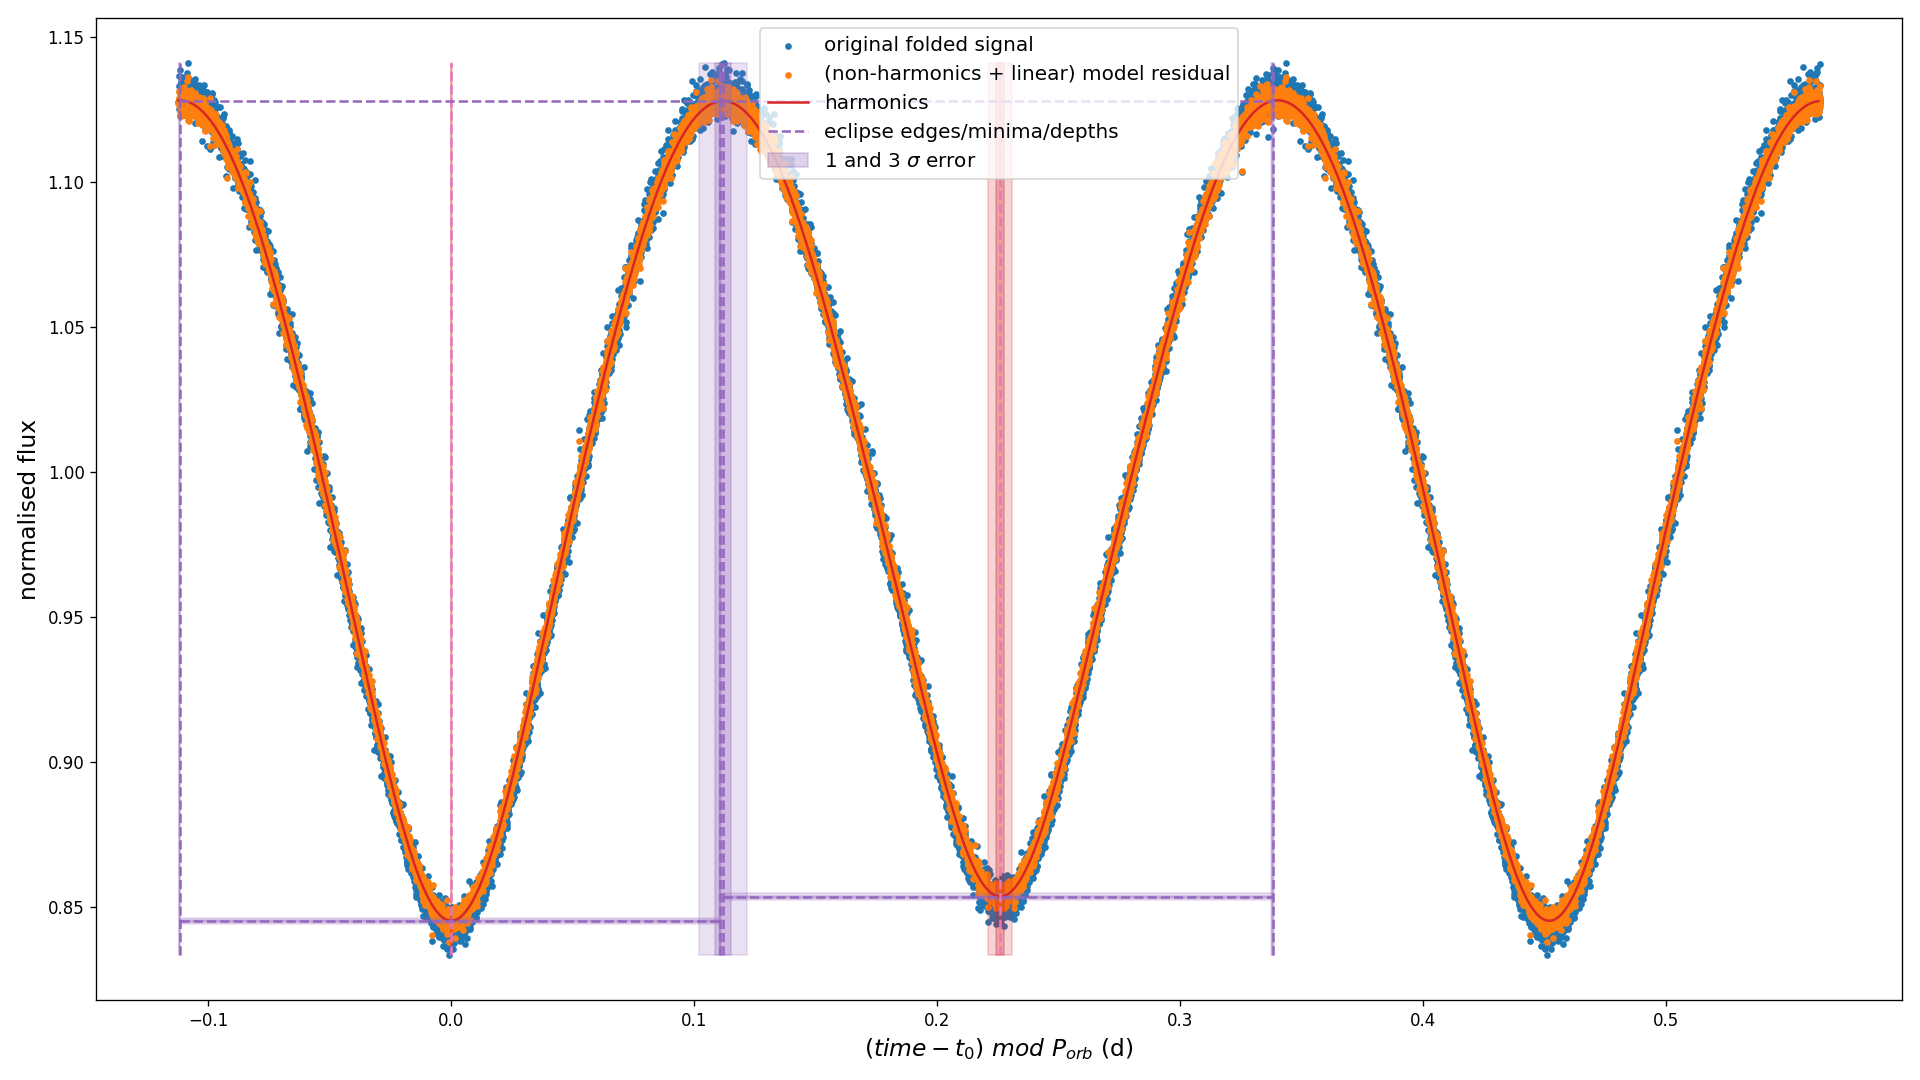 original folded signal
(non-harmonics + linear) model residual
harmonics
eclipse edges/minima/depths
1 and 3 σ error
normalised flux
1.15
1.10
1.05
1.00
0.95
0.90
0.85
−0.1
0.0
0.1
0.2
0.3
0.4
0.5
(time − t₀) mod Pₒᵣb (d)